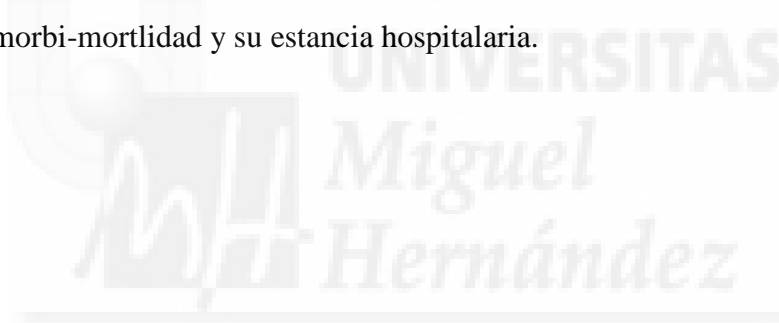 morbi-mortlidad y su estancia hospitalaria.
UNIVERSITAS
Miguel
Hernández